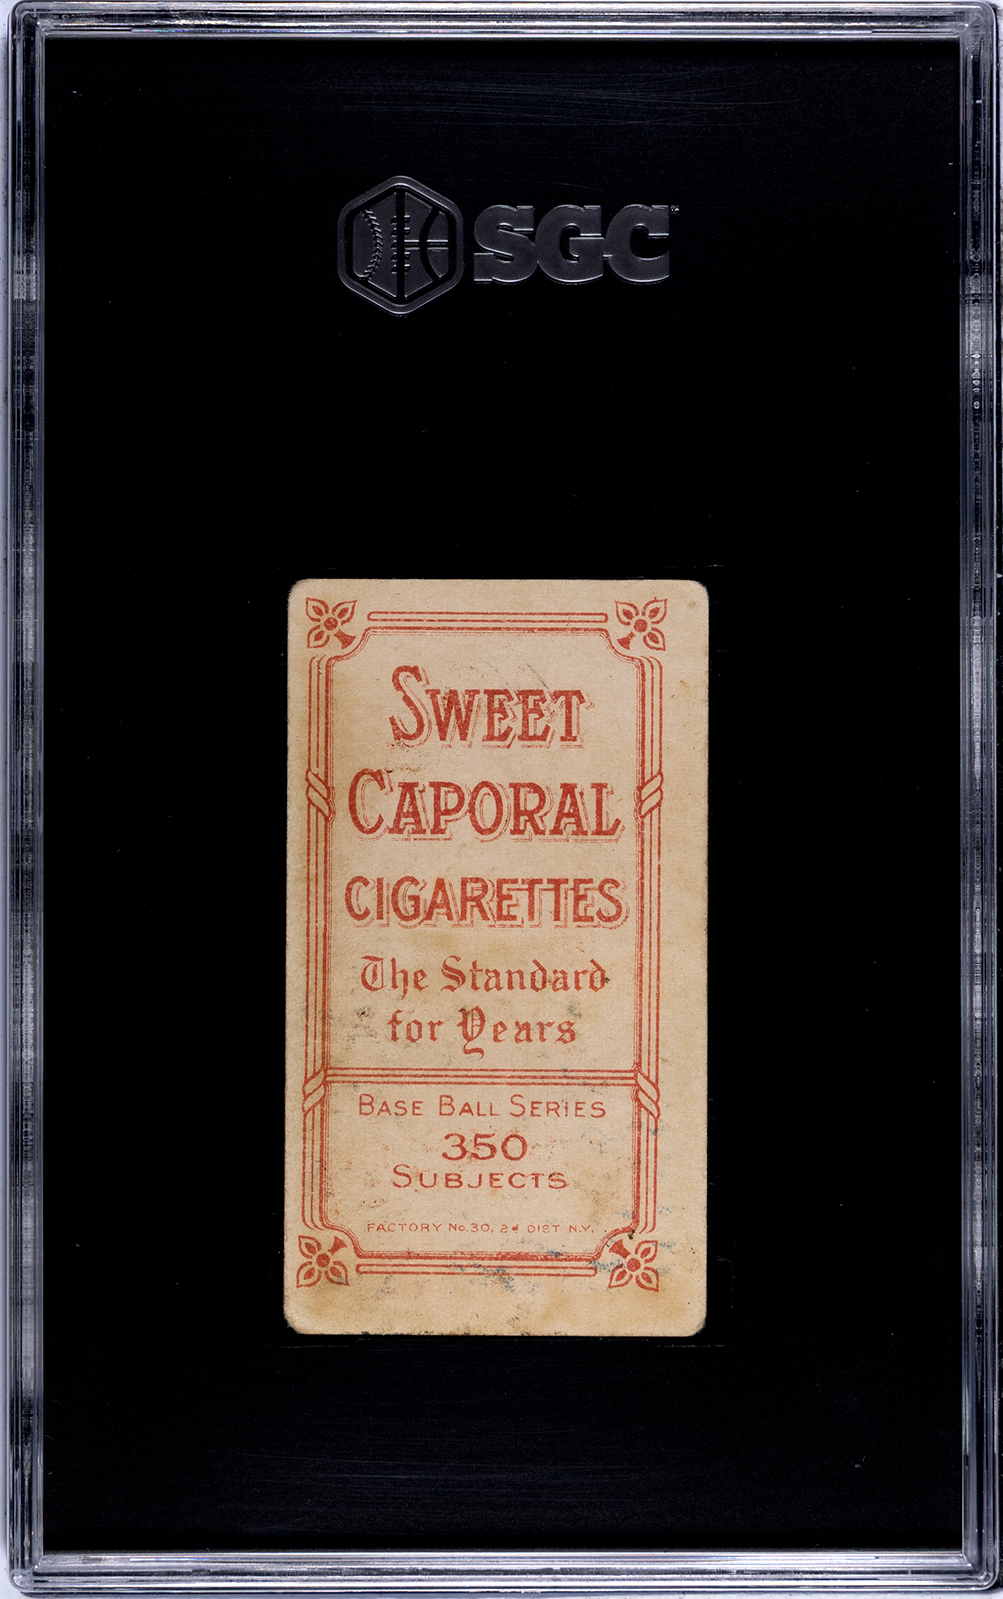 SGC
SWEET
CAPORAL
CIGARETTES
The Standard
for Years
BASE BALL SERIES
350
SUBJECTS
FACTORY No. 30, 2d DIST N.Y.